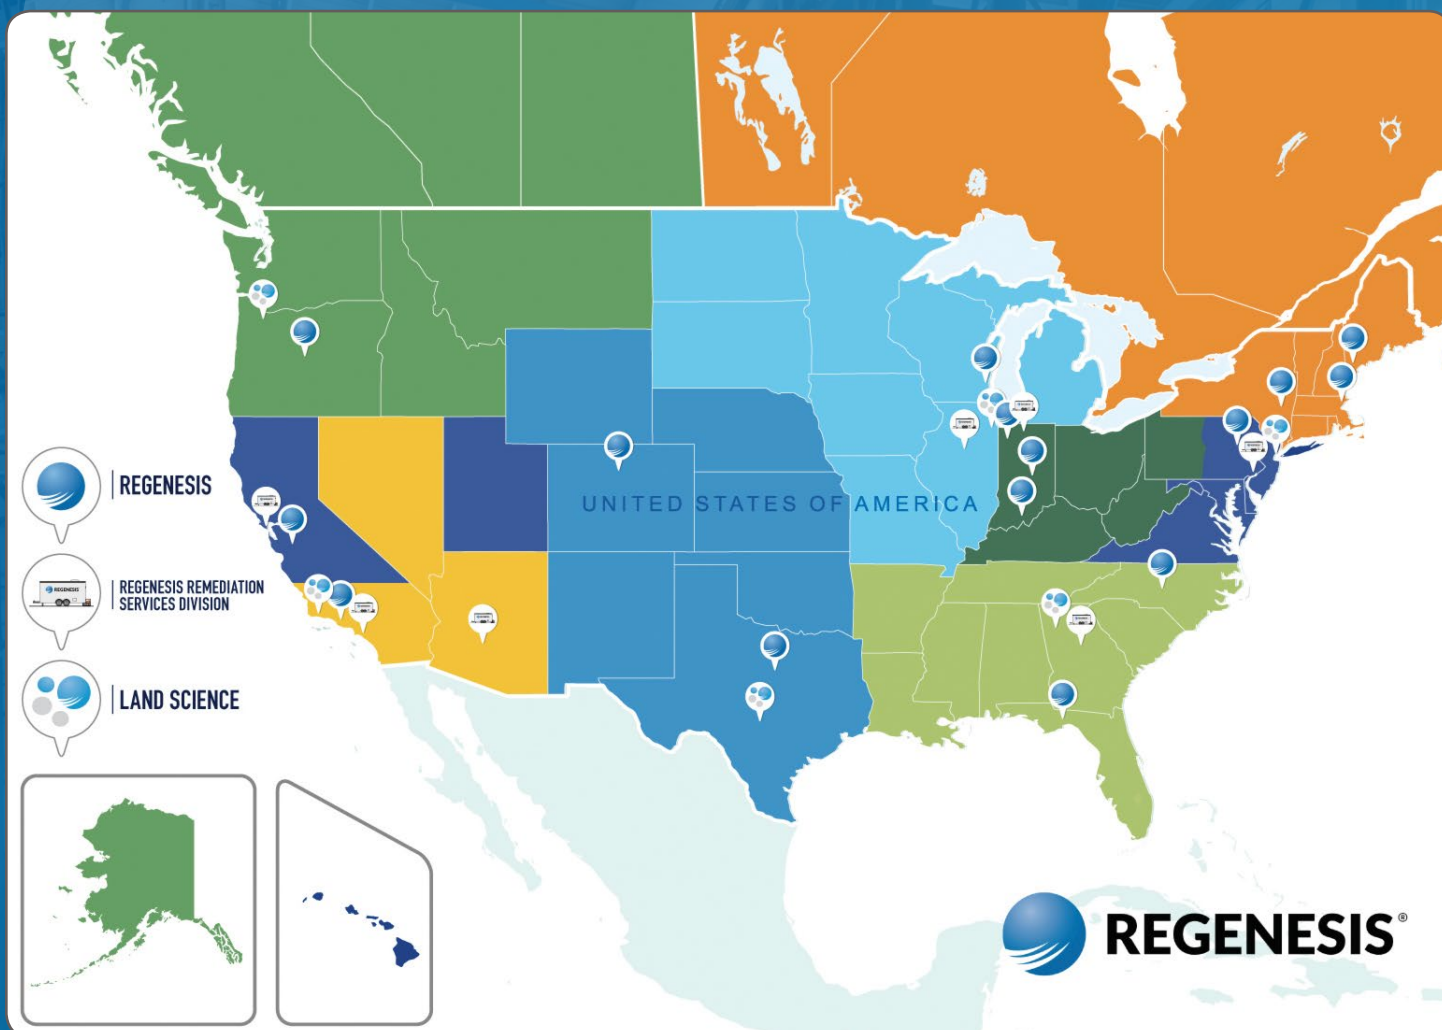 REGENESIS
REGENESIS REMEDIATION
SERVICES DIVISION
LAND SCIENCE
UNITED STATES OF AMERICA
REGENESIS®